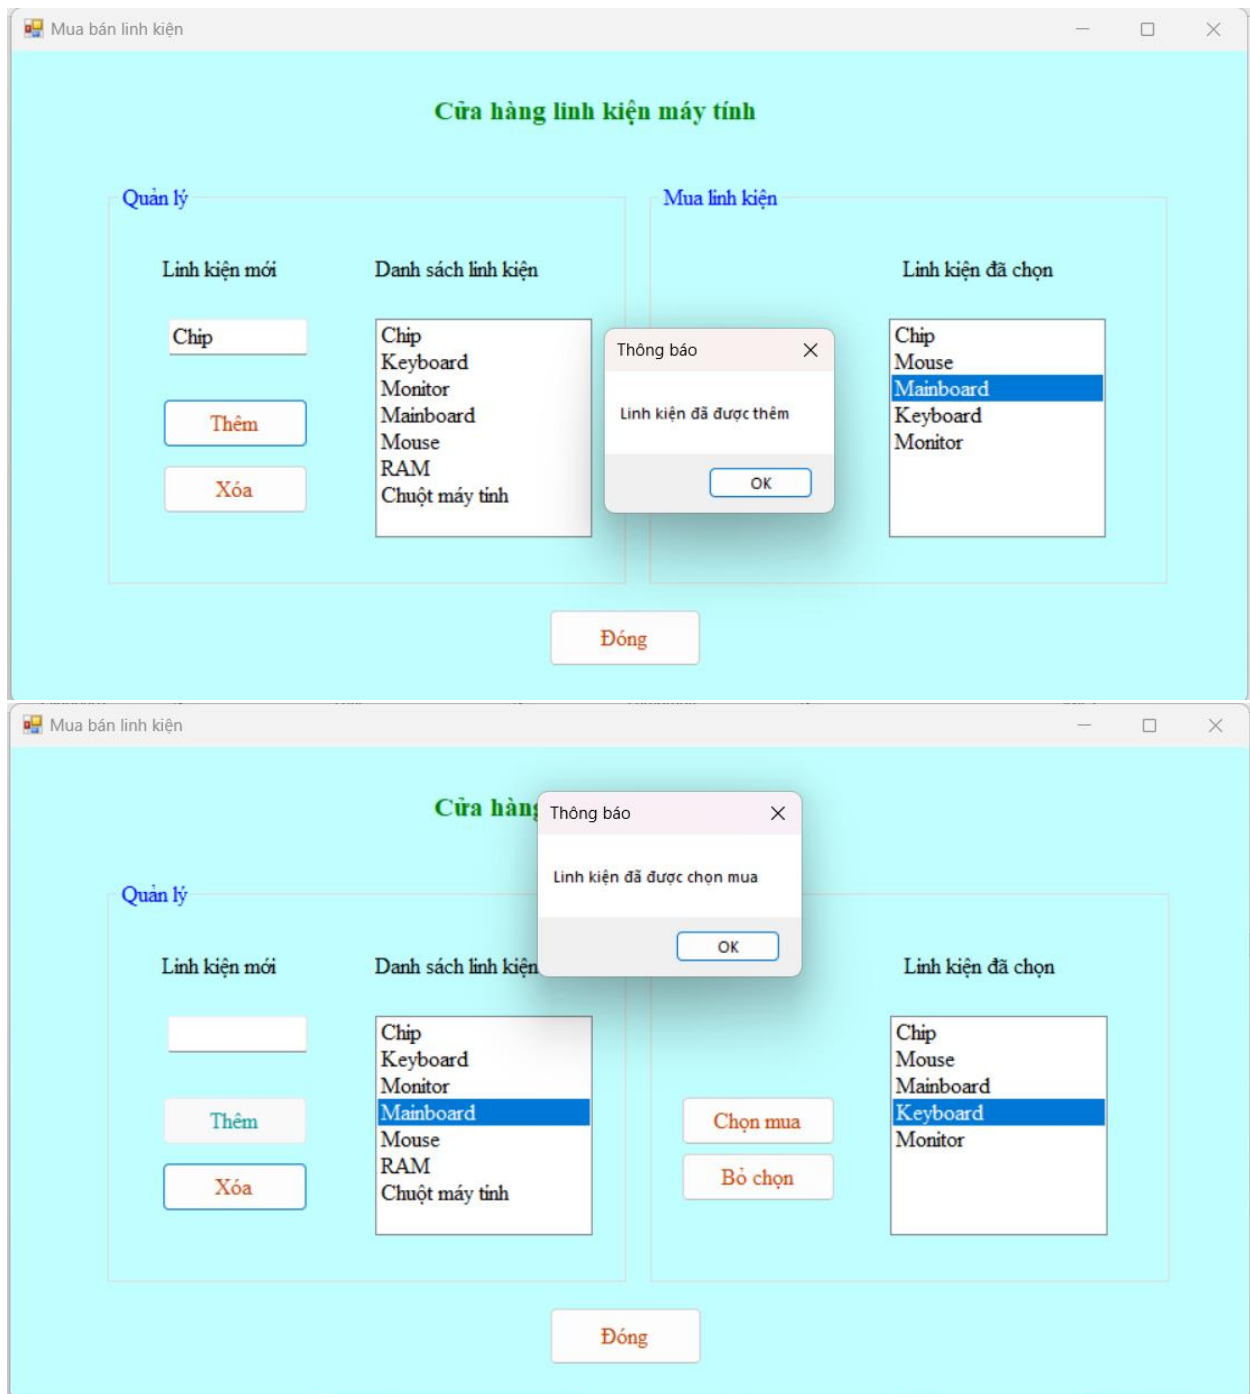 Mua bán linh kiện
Cửa hàng linh kiện máy tính
Quản lý
Mua linh kiện
Linh kiện mới
Danh sách linh kiện
Linh kiện đã chọn
Chip
Thêm
Xóa
Chip
Keyboard
Monitor
Mainboard
Mouse
RAM
Chuột máy tính
Thông báo
Linh kiện đã được thêm
OK
Chip
Mouse
Mainboard
Keyboard
Monitor
Đóng
Mua bán linh kiện
Cửa hàng
Thông báo
Linh kiện đã được chọn mua
OK
Quản lý
Linh kiện mới
Danh sách linh kiện
Linh kiện đã chọn
Thêm
Xóa
Chip
Keyboard
Monitor
Mainboard
Mouse
RAM
Chuột máy tính
Chọn mua
Bỏ chọn
Chip
Mouse
Mainboard
Keyboard
Monitor
Đóng